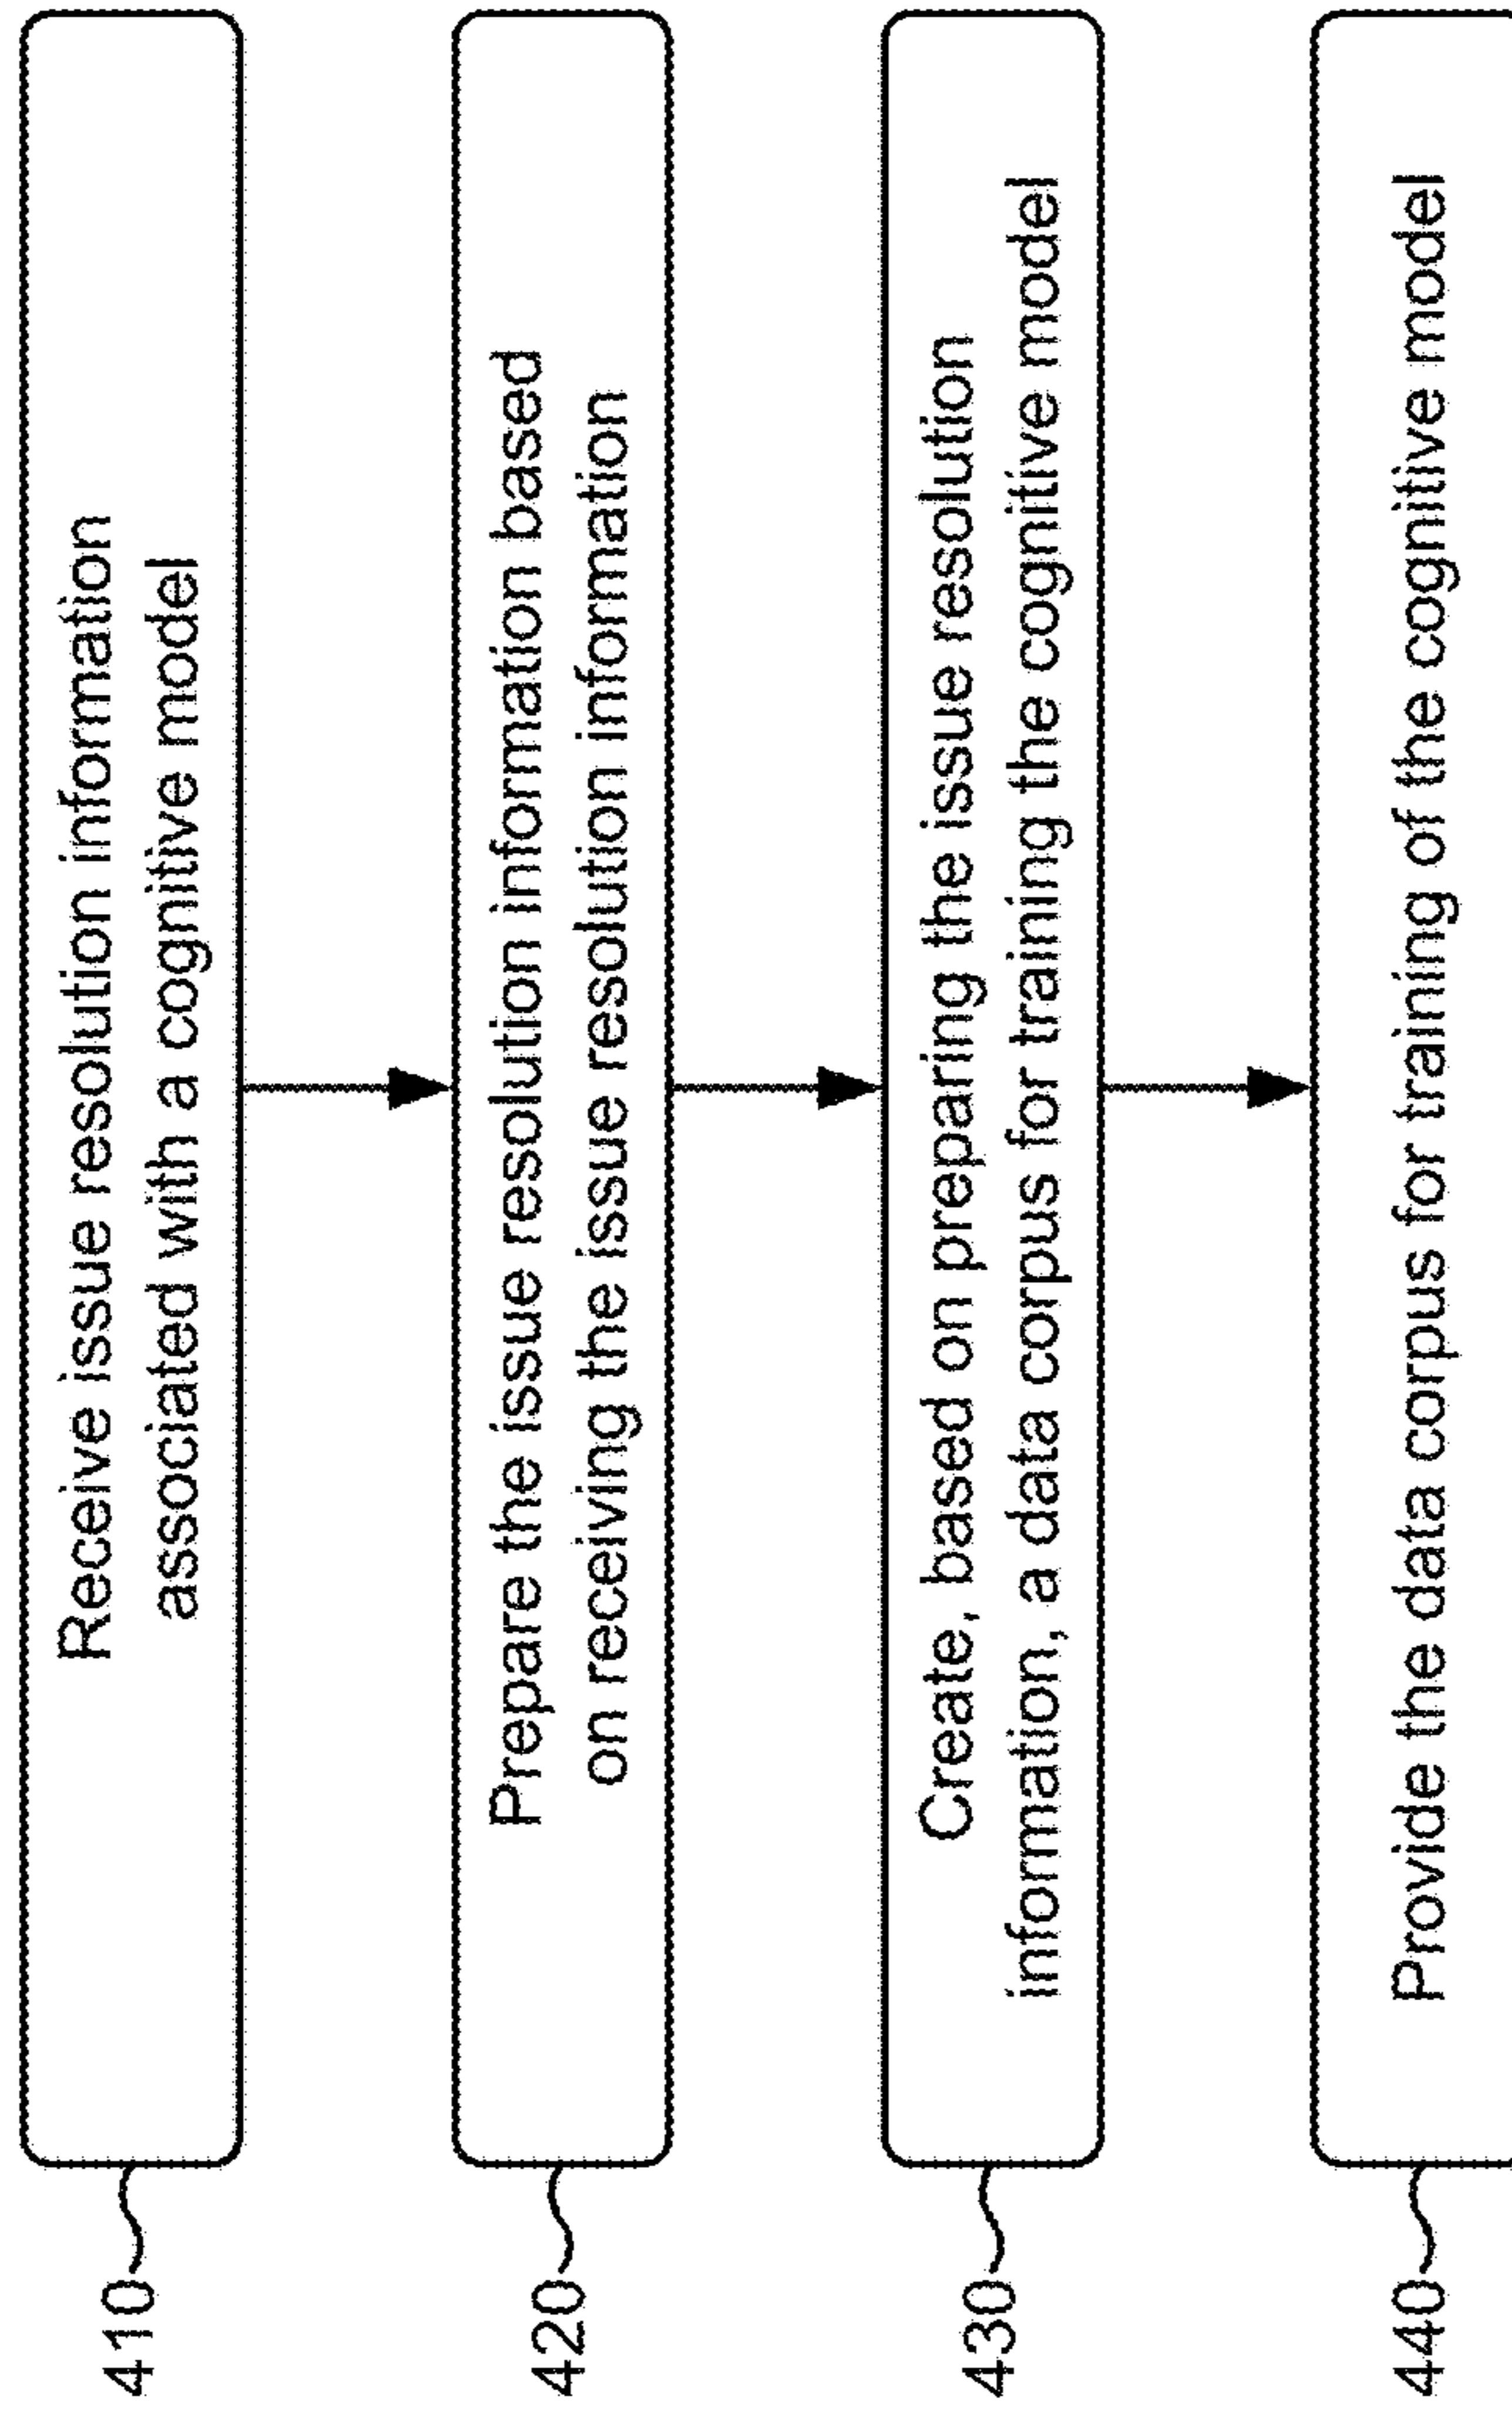 410
Receive issue resolution information
associated with a cognitive model
420
Prepare the issue resolution information based
on receiving the issue resolution information
430
Create, based on preparing the issue resolution
information, a data corpus for training the cognitive model
440
Provide the data corpus for training of the cognitive model